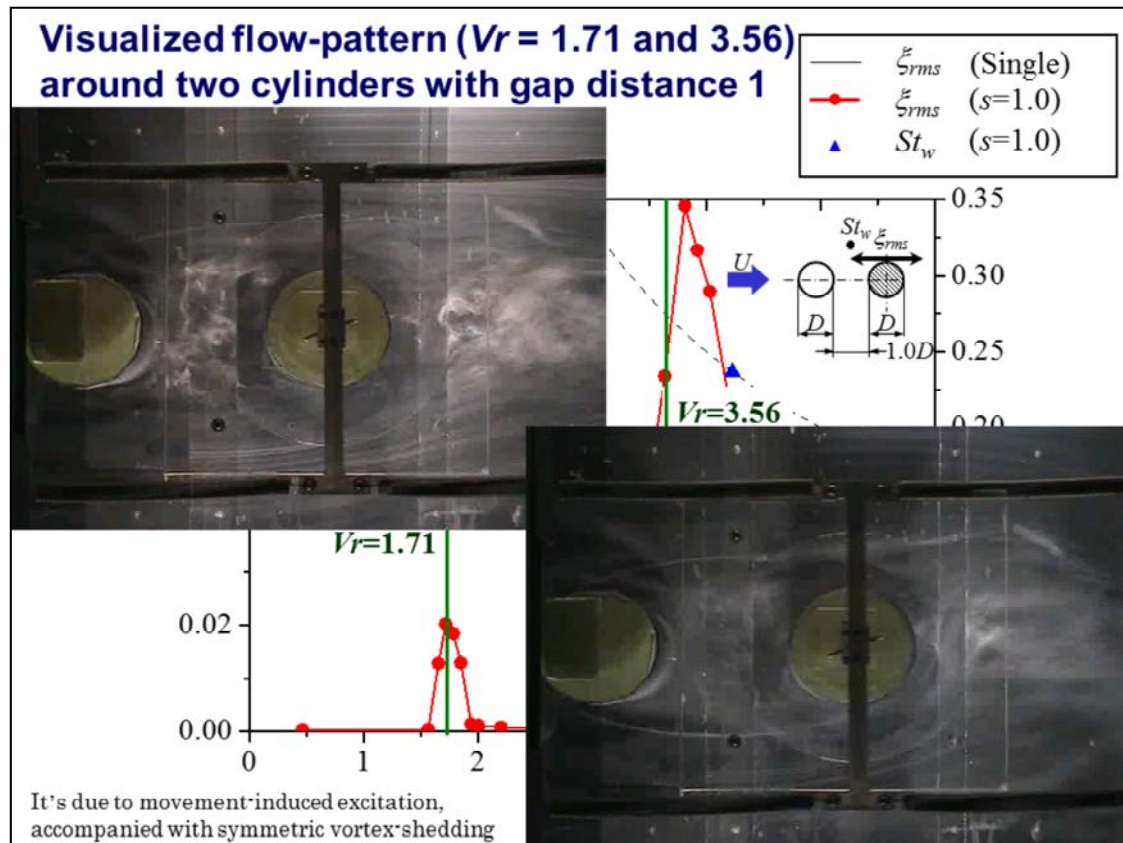 Visualized flow-pattern (Vr = 1.71 and 3.56)
around two cylinders with gap distance 1
ξrms (Single)
ξrms (s=1.0)
Stw (s=1.0)
0.35
Stw ξrms
U
0.30
D D
1.0D
0.25
Vr=3.56
0.20
Vr=1.71
0.02
0.00
0 1 2
It's due to movement-induced excitation,
accompanied with symmetric vortex-shedding